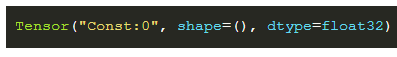 Tensor("Const:0", shape=(), dtype=float32)